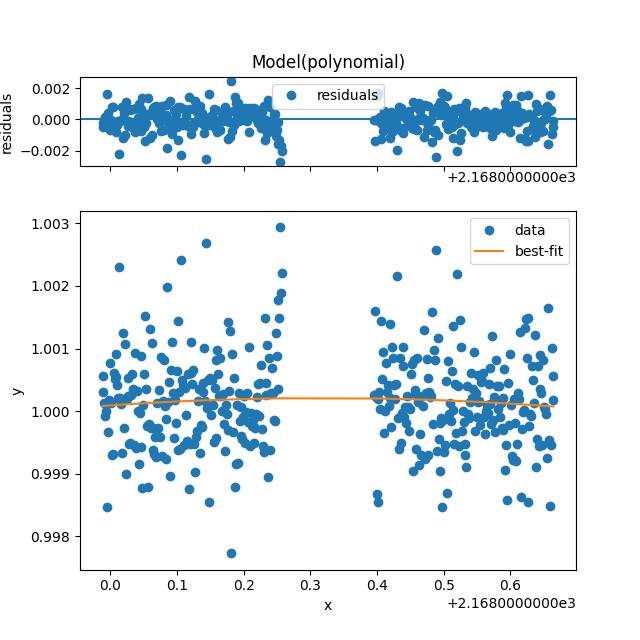 Model(polynomial)
residuals
0.002
0.000
−0.002
residuals
+2.1680000000e3
y
1.003
1.002
1.001
1.000
0.999
0.998
data
best-fit
0.0 0.1 0.2 0.3 0.4 0.5 0.6
x
+2.1680000000e3